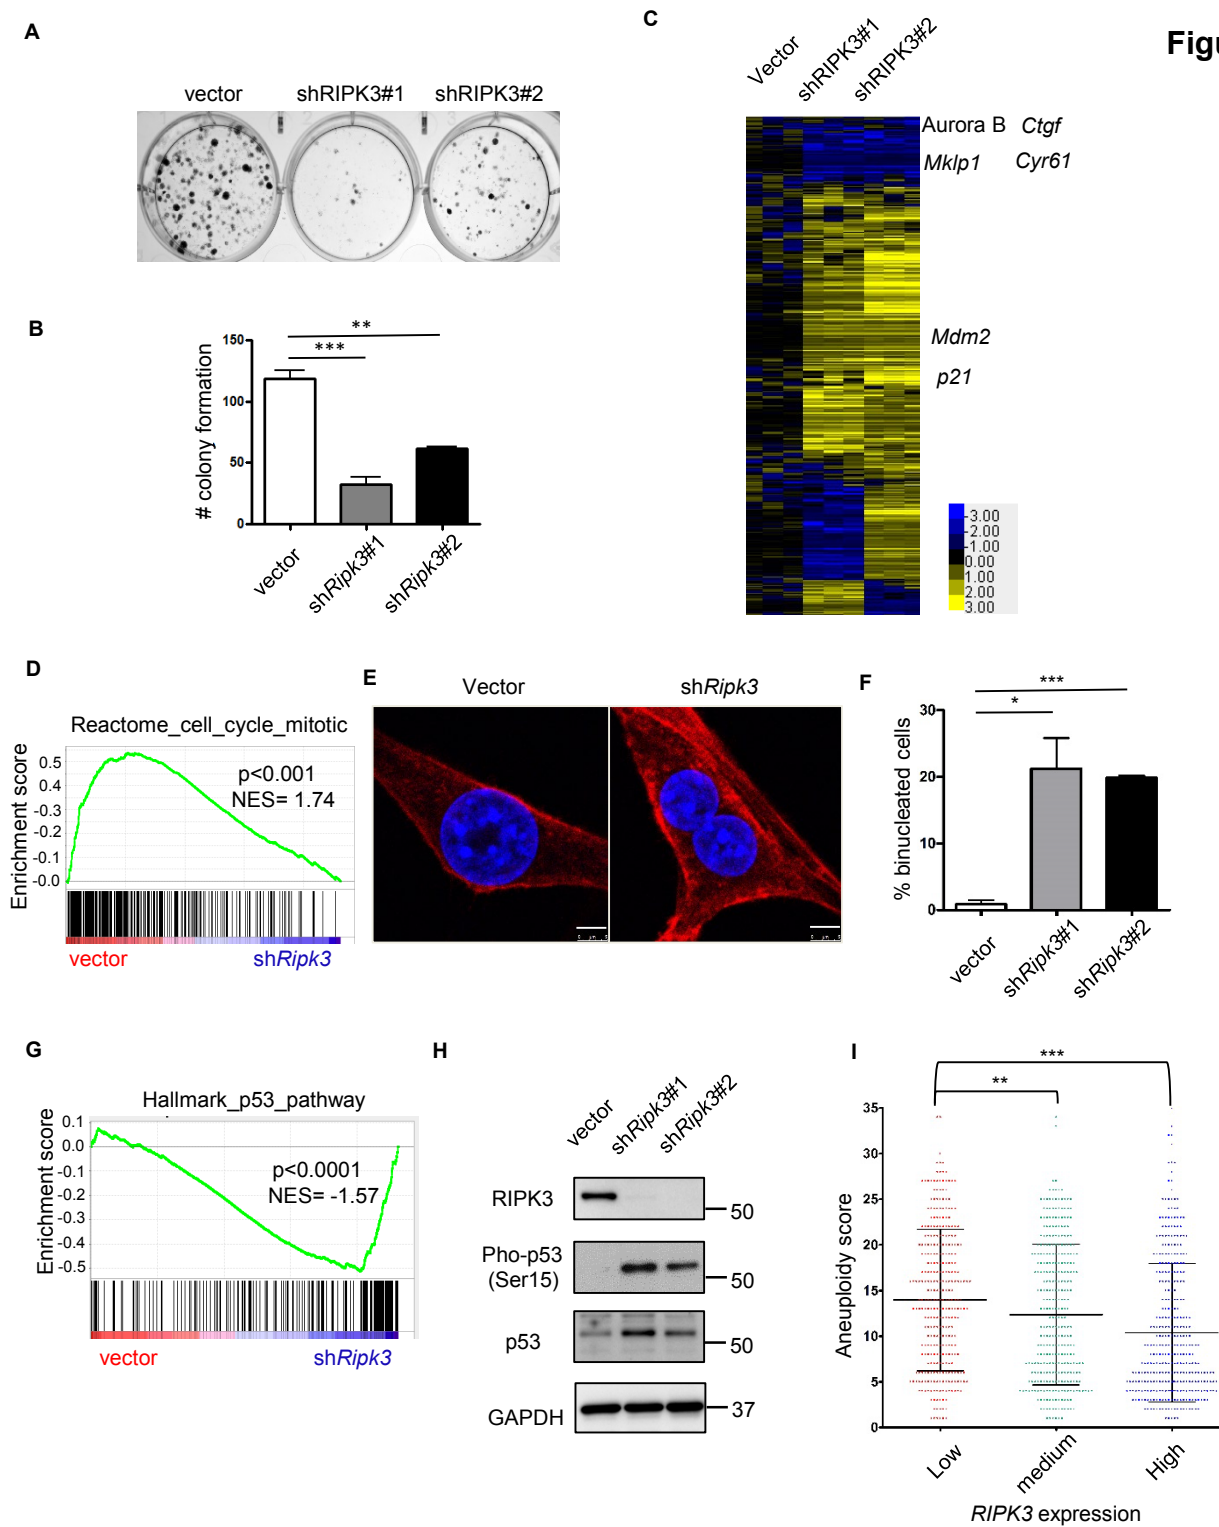 A
vector shRIPK3#1 shRIPK3#2
B
# colony formation
150
100
50
0
** 
***
vector
shRipk3#1
shRipk3#2
C
Vector
shRIPK3#1
shRIPK3#2
Figu
Aurora B Ctgf
Mklp1 Cyr61
Mdm2
p21
-3.00
-2.00
-1.00
0.00
1.00
2.00
3.00
D
Reactome_cell_cycle_mitotic
Enrichment score
0.5
0.4
-0.3
-0.2
-0.1
-0.0
p<0.001
NES= 1.74
vector shRipk3
E
Vector shRipk3
F
% binucleated cells
30
20
10
0
***
*
vector
shRipk3#1
shRipk3#2
G
Hallmark_p53_pathway
Enrichment score
0.1
0.0
-0.1
-0.2
-0.3
-0.4
-0.5
p<0.0001
NES= -1.57
vector shRipk3
H
vector
shRipk3#1
shRipk3#2
RIPK3
50
Pho-p53
(Ser15)
50
p53
50
GAPDH
37
I
***
**
Aneuploidy score
35
30
25
20
15
10
5
0
Low
medium
High
RIPK3 expression